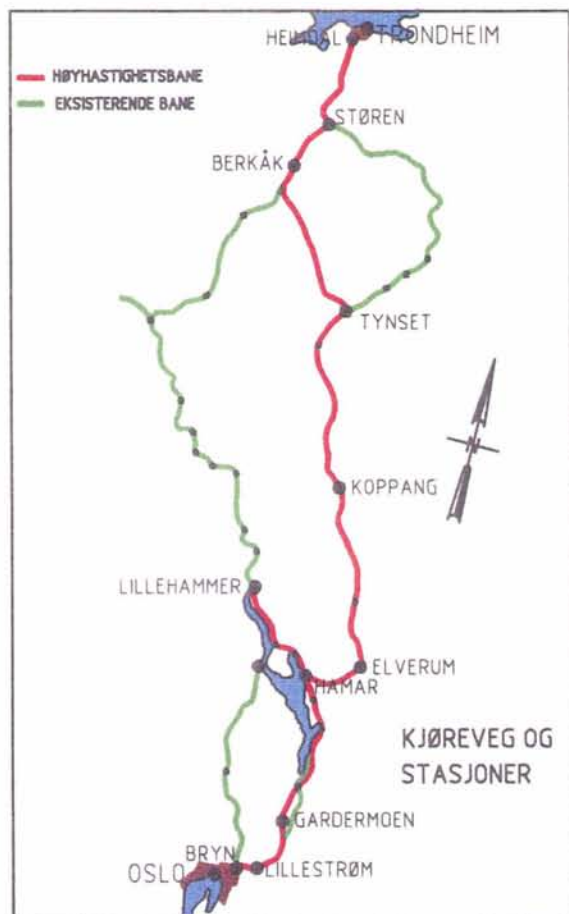 TRONDHEIM
HEIMDAL
HØYHASTIGHETSBANE
EKSISTERENDE BANE
STØREN
BERKÅK
TYNSET
N
KOPPANG
LILLEHAMMER
ELVERUM
HAMAR
KJØREVEG OG
STASJONER
GARDERMOEN
BRYN
OSLO
LILLESTRØM